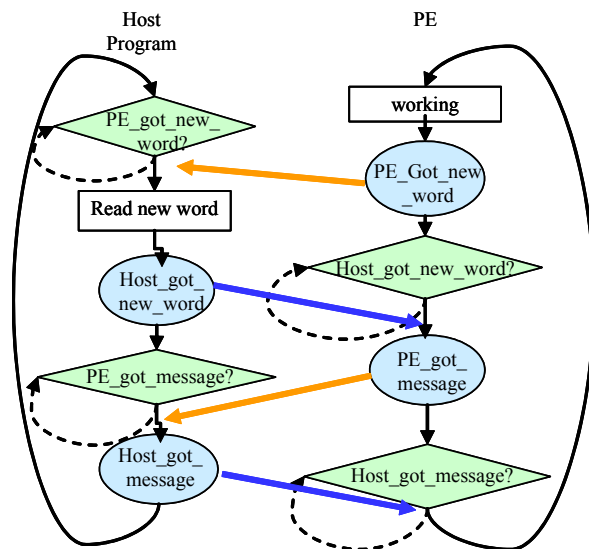 Host
Program
PE_got_new_
word?
Read new word
Host_got_
new_word
PE_got_message?
Host_got_
message
PE
working
PE_Got_new
_word
Host_got_new_word?
PE_got_
message
Host_got_message?